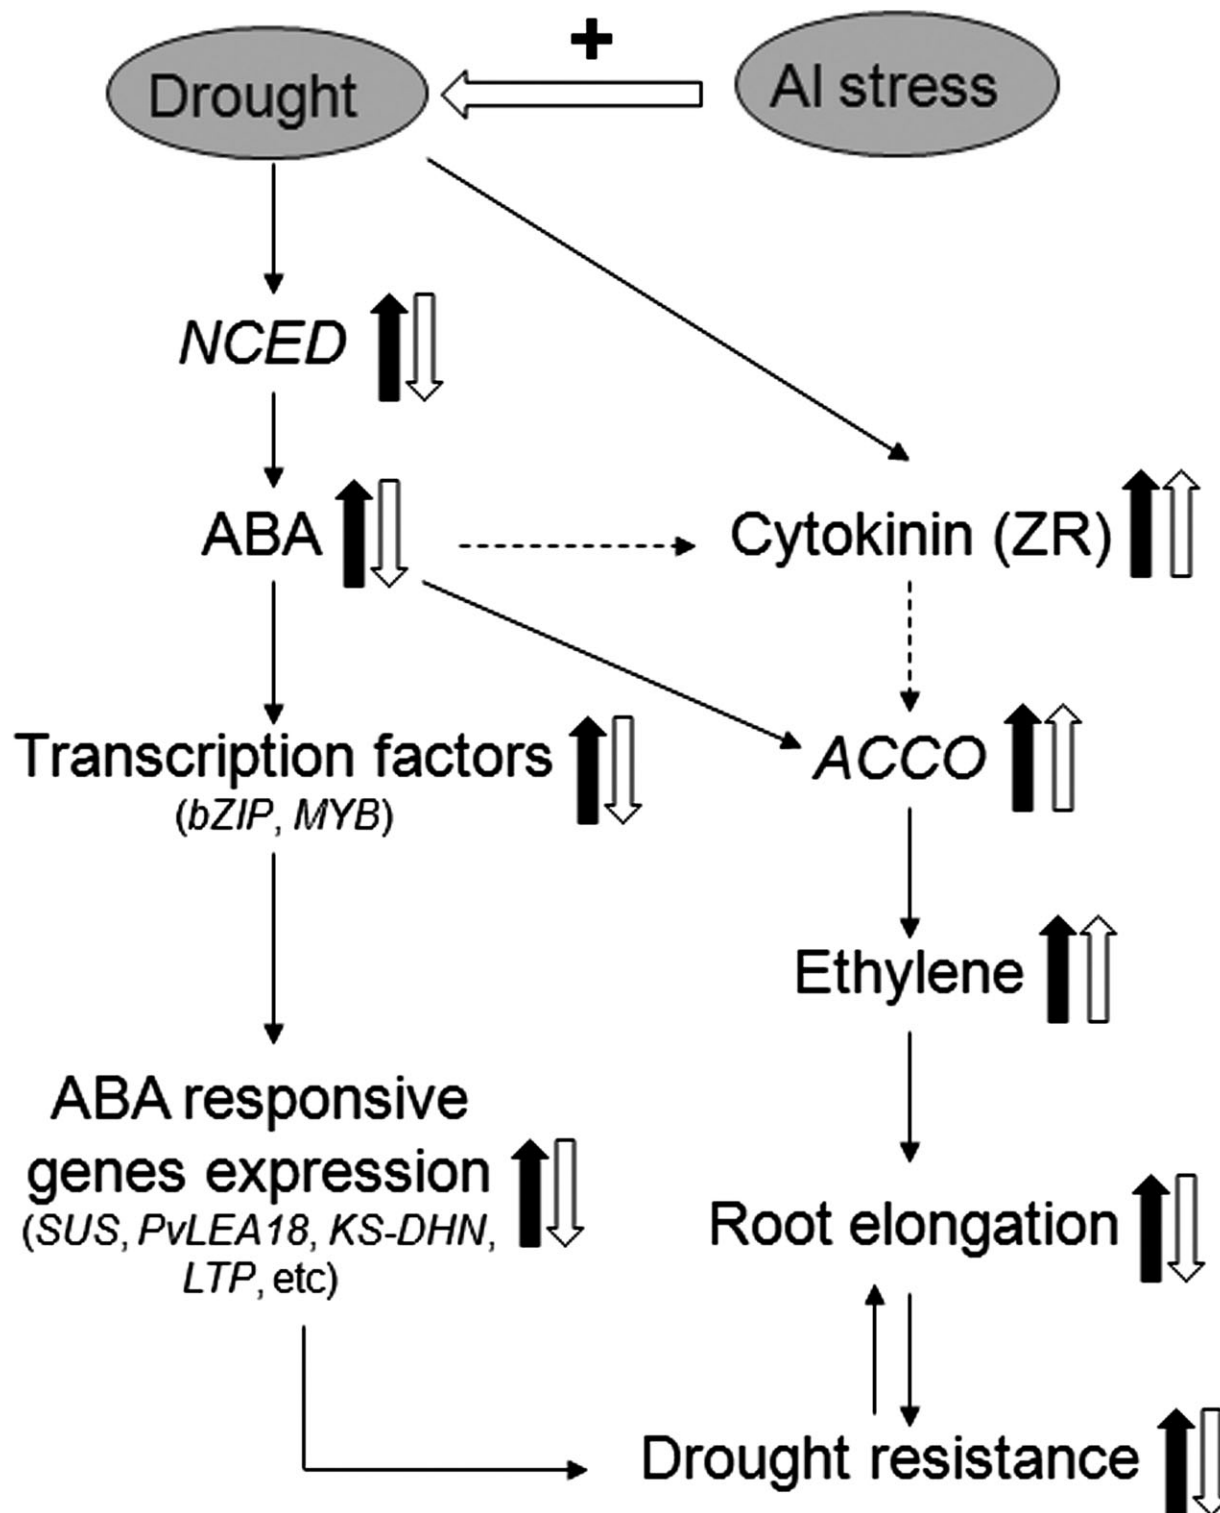 +
Drought
Al stress
NCED
ABA
Cytokinin (ZR)
Transcription factors
(bZIP, MYB)
ACCO
Ethylene
ABA responsive
genes expression
(SUS, PvLEA18, KS-DHN,
LTP, etc)
Root elongation
Drought resistance